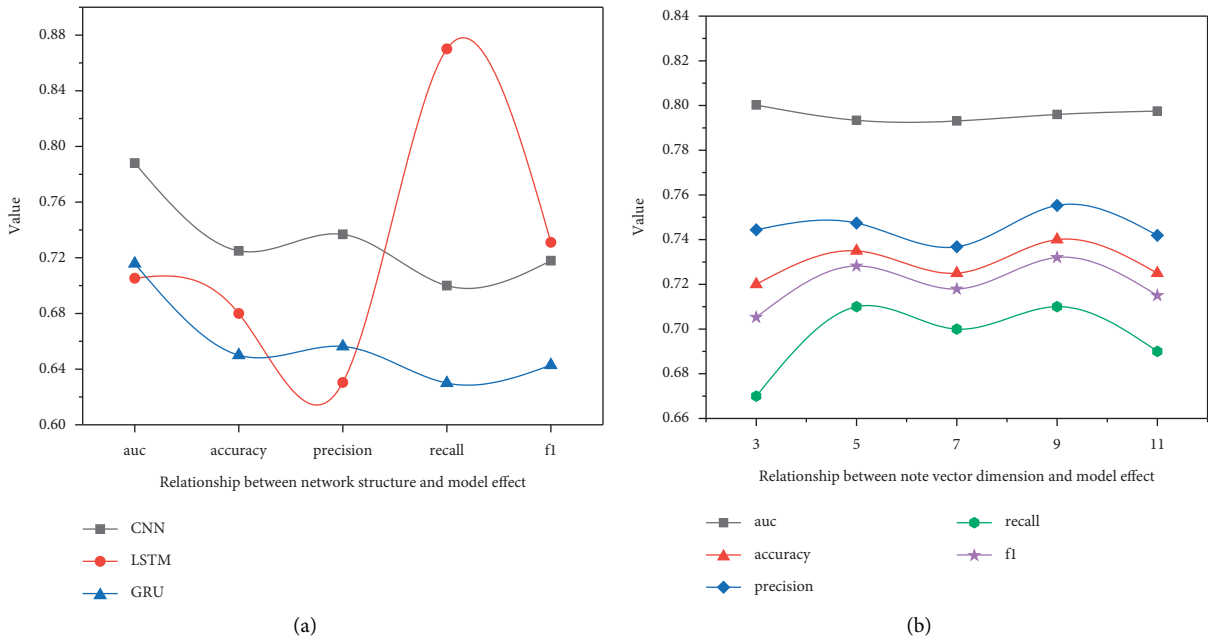 0.88
0.84
0.80
0.76
0.72
0.68
0.64
0.60
Value
auc accuracy precision recall f1
Relationship between network structure and model effect
CNN
LSTM
GRU
(a)
0.84
0.82
0.80
0.78
0.76
0.74
0.72
0.70
0.68
0.66
Value
3 5 7 9 11
Relationship between note vector dimension and model effect
auc
accuracy
precision
recall
f1
(b)